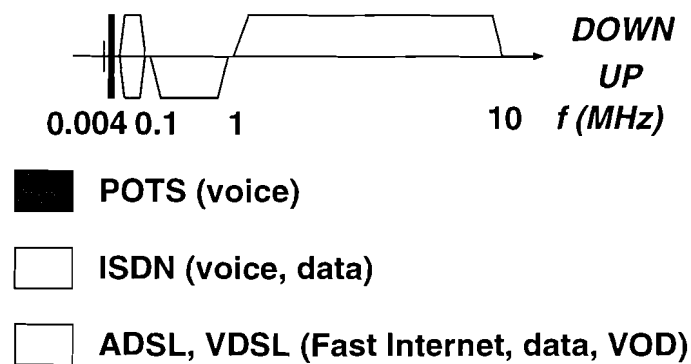 DOWN
UP
0.004 0.1 1 10 f (MHz)
POTS (voice)
ISDN (voice, data)
ADSL, VDSL (Fast Internet, data, VOD)